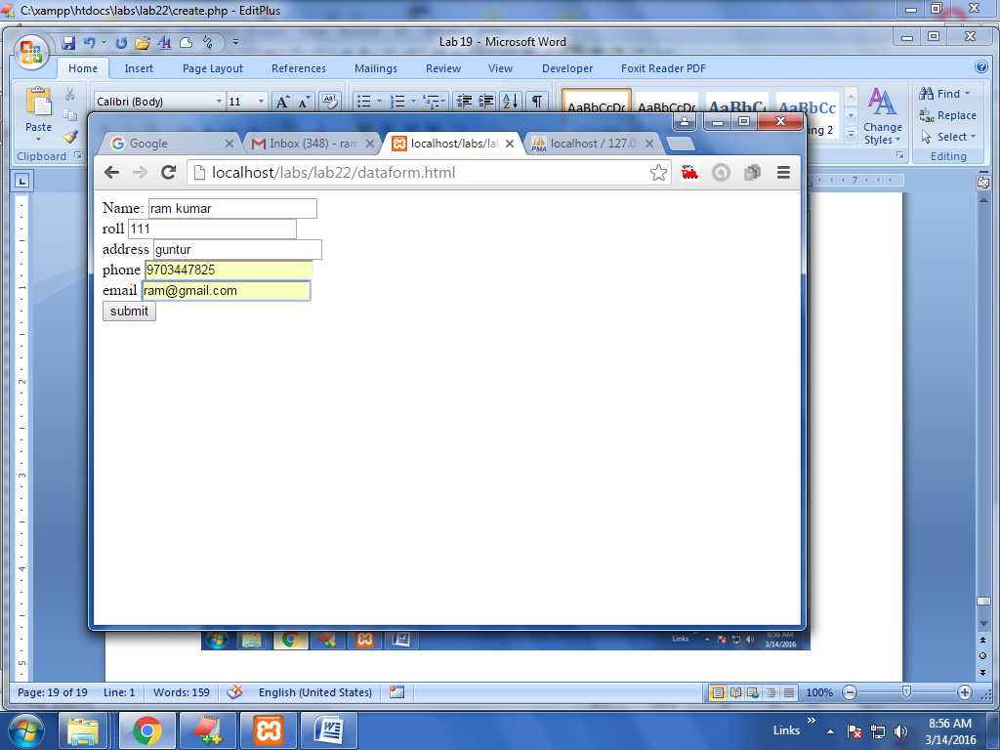 C:\xampp\htdocs\labs\lab22\create.php - EditPlus
Lab 19 - Microsoft Word
Home Insert Page Layout References Mailings Review View Developer Foxit Reader PDF
Calibri (Body) 11
Paste
Clipboard
AaBbCcDc AaBbCcDc AaBbCc AaBbCc
ing 2
Change Styles
Find
Replace
Select
Editing
Google
Inbox (348) - ram
localhost/labs/la
localhost / 127.0.
localhost/labs/lab22/dataform.html
Name: ram kumar
roll 111
address guntur
phone 9703447825
email ram@gmail.com
submit
Links 8:56 AM
3/14/2016
Page: 19 of 19 Line: 1 Words: 159 English (United States) 100%
Links 8:56 AM
3/14/2016